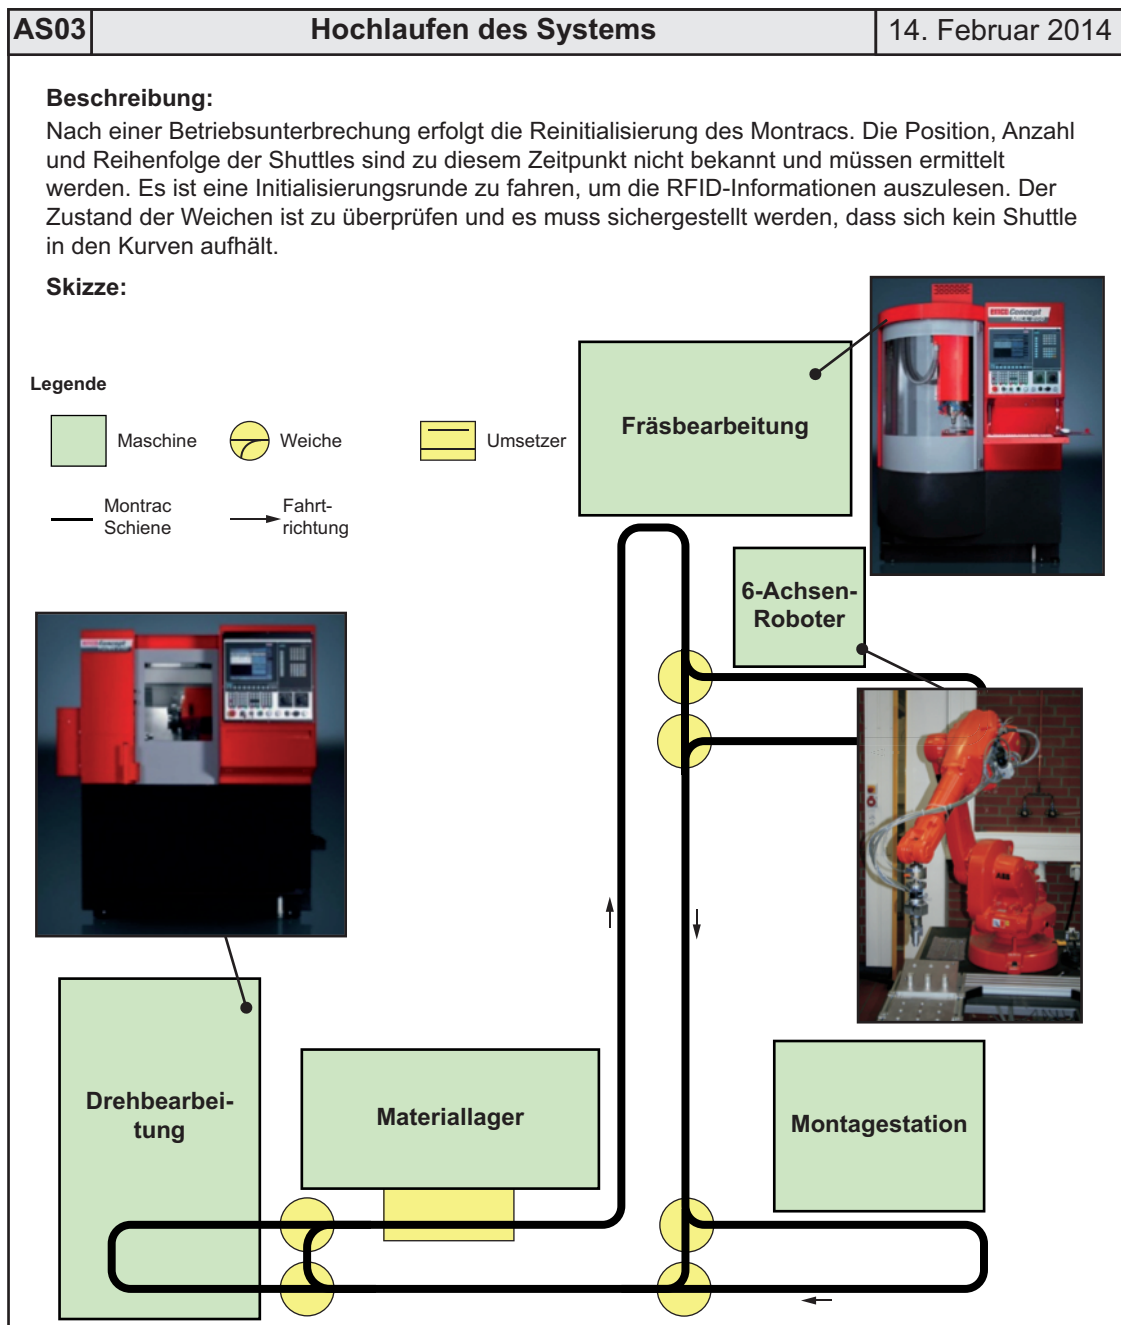 AS03 Hochlaufen des Systems 14. Februar 2014
Beschreibung:
Nach einer Betriebsunterbrechung erfolgt die Reinitialisierung des Montracs. Die Position, Anzahl
und Reihenfolge der Shuttles sind zu diesem Zeitpunkt nicht bekannt und müssen ermittelt
werden. Es ist eine Initialisierungsrunde zu fahren, um die RFID-Informationen auszulesen. Der
Zustand der Weichen ist zu überprüfen und es muss sichergestellt werden, dass sich kein Shuttle
in den Kurven aufhält.
Skizze:
Legende
Maschine
Weiche
Umsetzer
Montrac
Schiene
Fahrt-
richtung
Fräsbearbeitung
Concept
6-Achsen-
Roboter
ABB
Drehbearbei-
tung
Materiallager
Montagestation